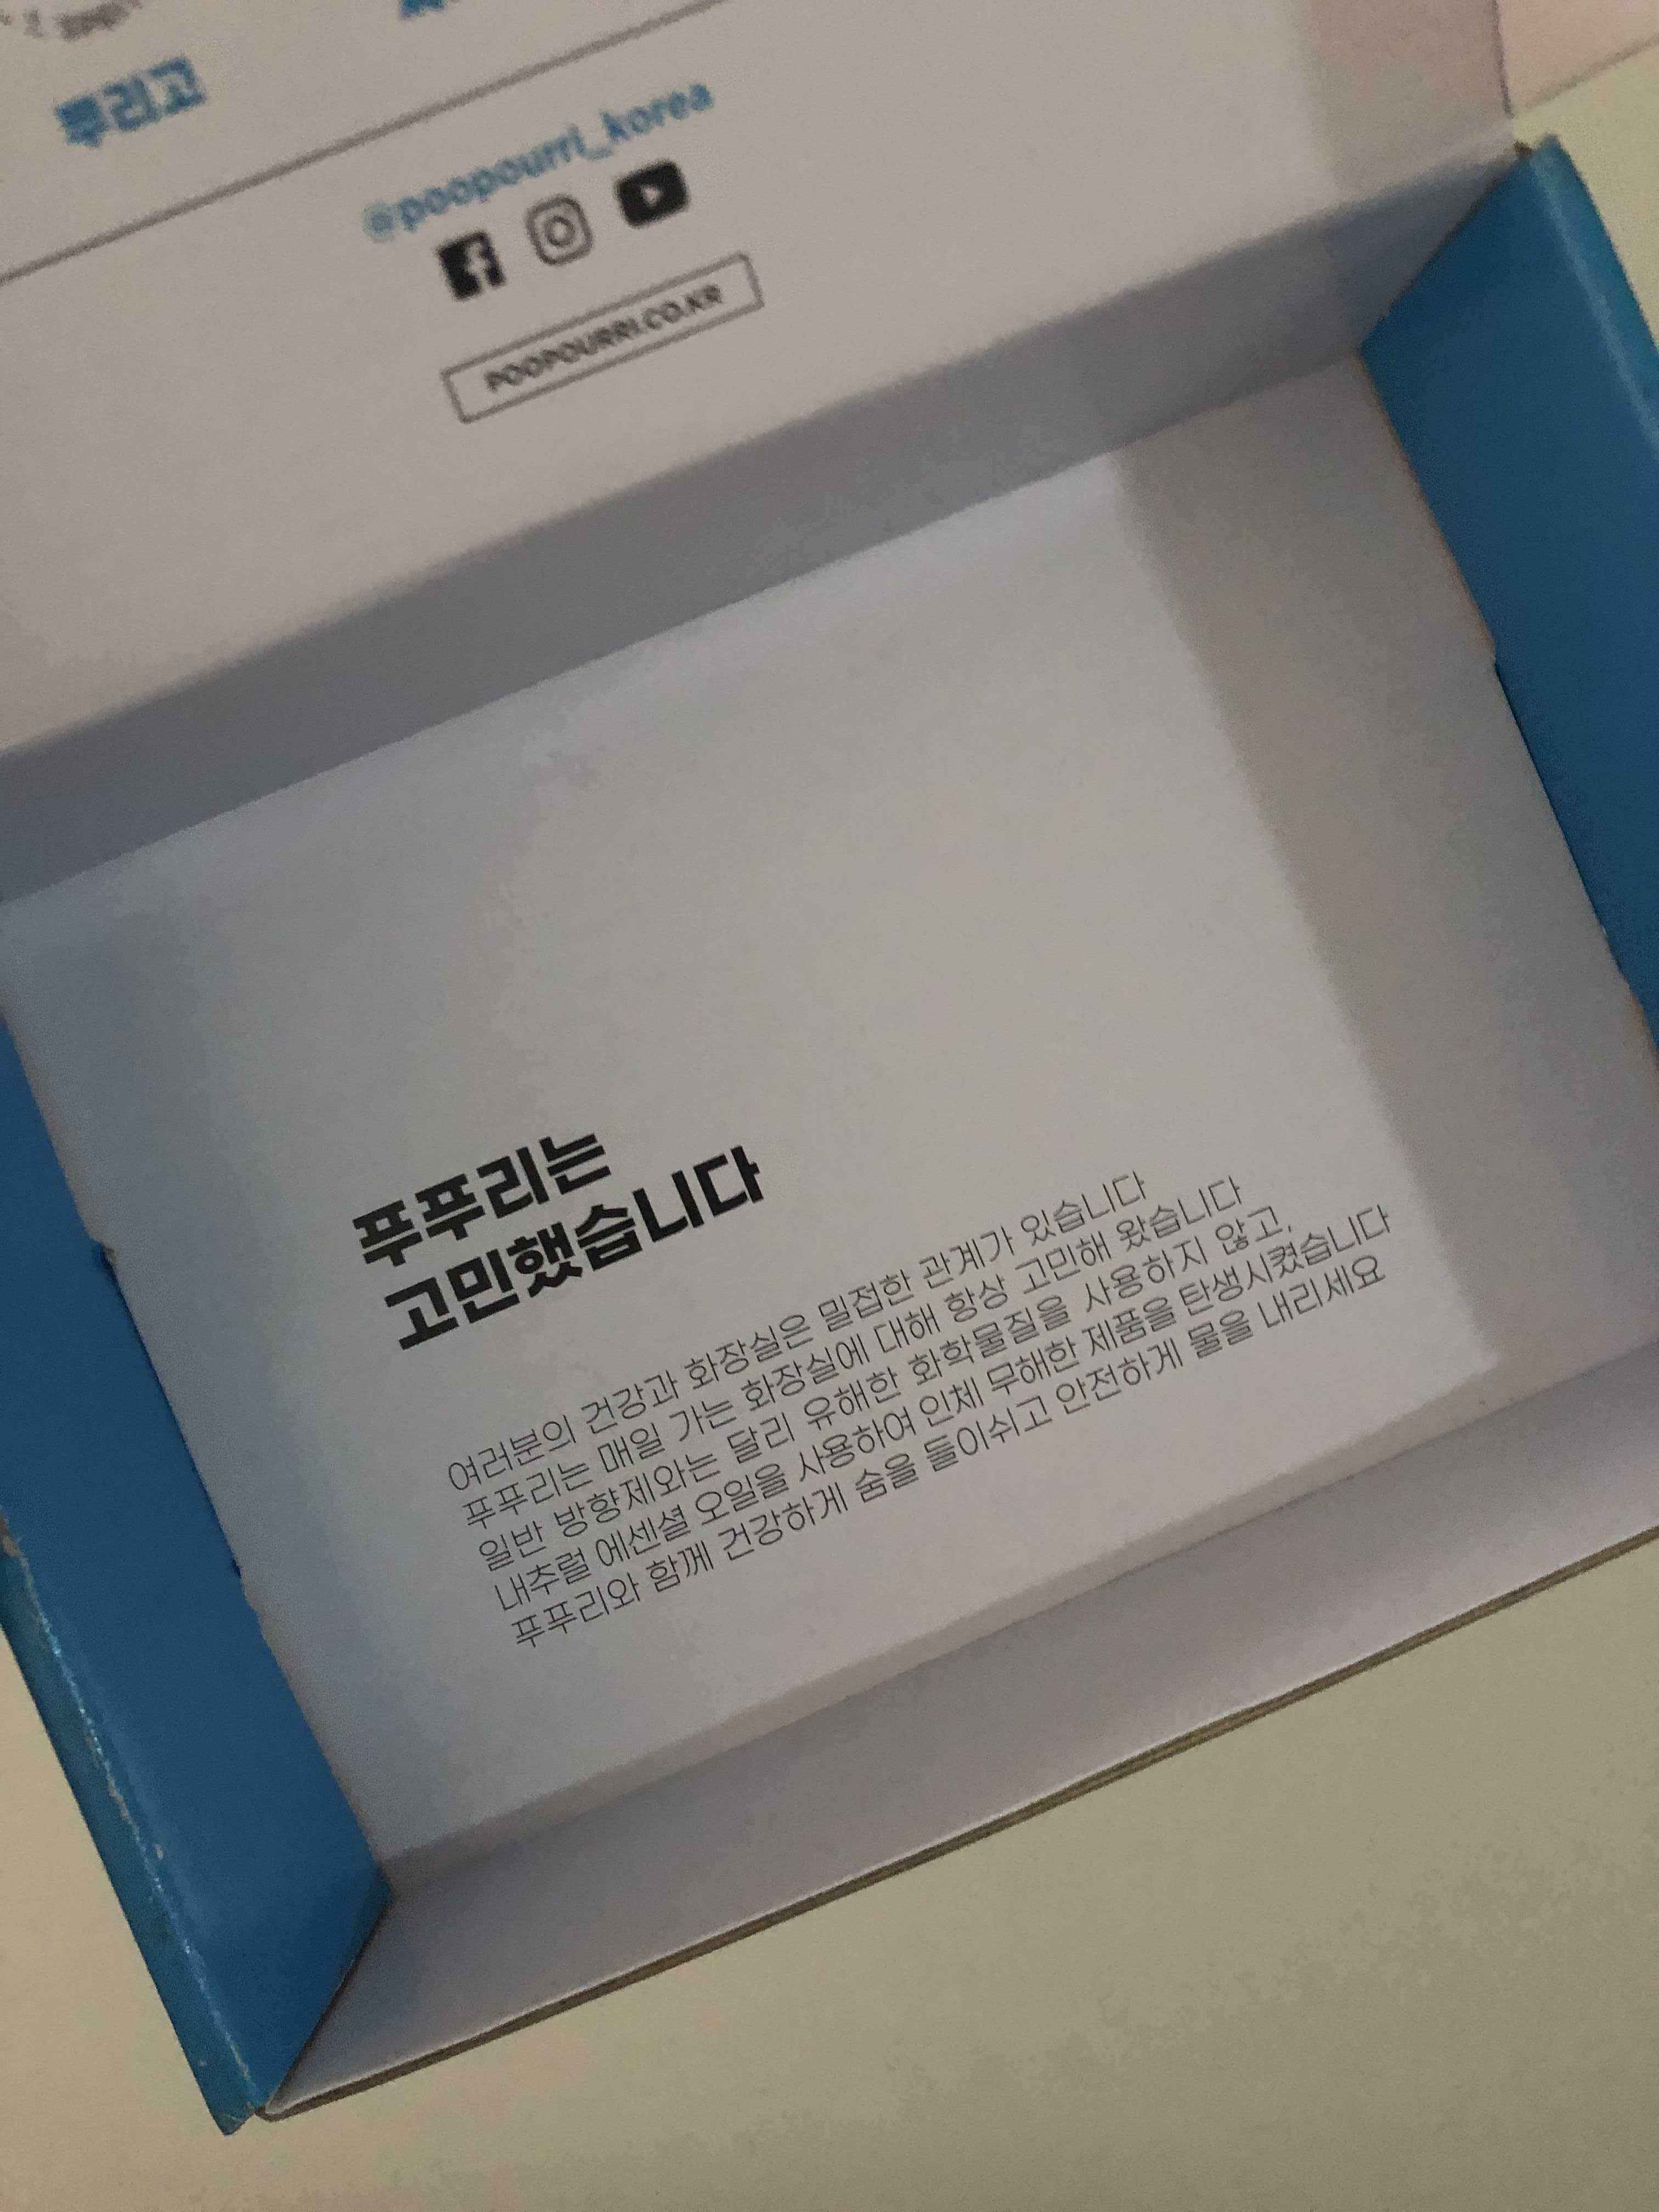 뿌리고
@poopourri_korea
POOPOURRI.CO.KR
푸푸리는
고민했습니다
여러분의 건강과 화장실은 밀접한 관계가 있습니다
푸푸리는 매일 가는 화장실에 대해 항상 고민해 왔습니다
일반 방향제와는 달리 유해한 화학물질을 사용하지 않고,
내추럴 에센셜 오일을 사용하여 인체 무해한 제품을 탄생시켰습니다
푸푸리와 함께 건강하게 숨을 들이쉬고 안전하게 물을 내리세요